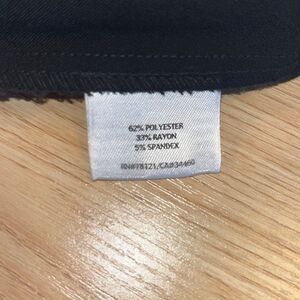 62% POLYESTER
33% RAYON
5% SPANDEX
RN#78121/CA#34460